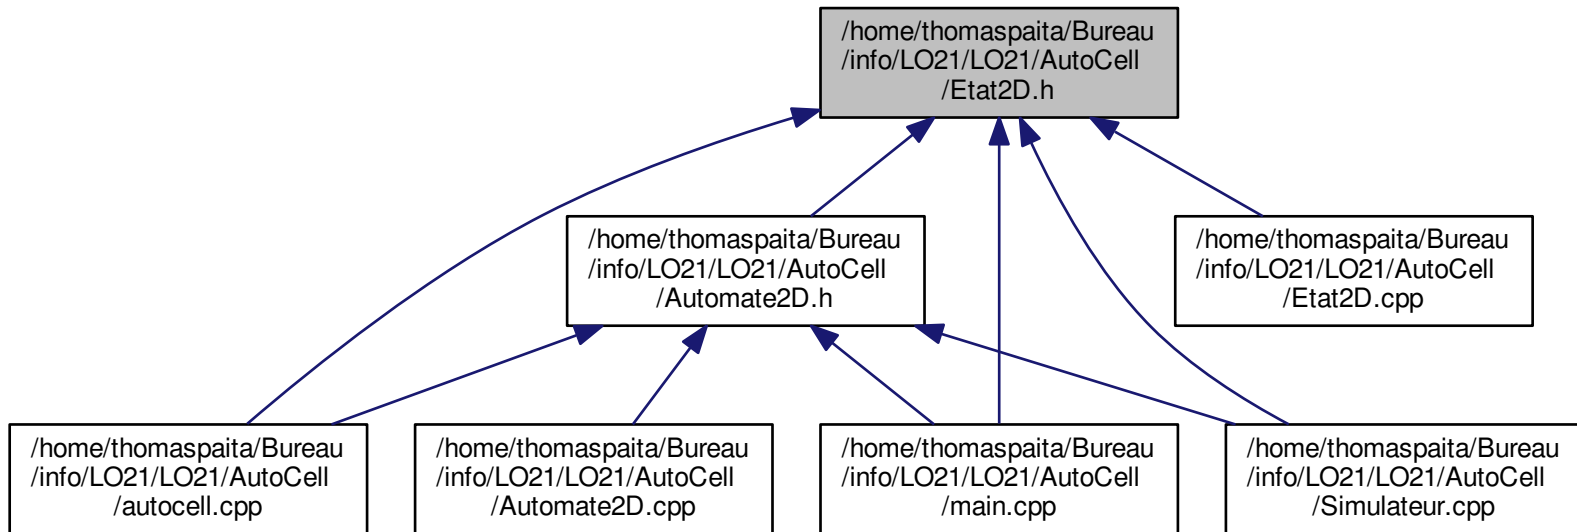 /home/thomaspaita/Bureau
/info/LO21/LO21/AutoCell
/Etat2D.h
/home/thomaspaita/Bureau
/info/LO21/LO21/AutoCell
/Automate2D.h
/home/thomaspaita/Bureau
/info/LO21/LO21/AutoCell
/Etat2D.cpp
/home/thomaspaita/Bureau
/info/LO21/LO21/AutoCell
/autocell.cpp
/home/thomaspaita/Bureau
/info/LO21/LO21/AutoCell
/Automate2D.cpp
/home/thomaspaita/Bureau
/info/LO21/LO21/AutoCell
/main.cpp
/home/thomaspaita/Bureau
/info/LO21/LO21/AutoCell
/Simulateur.cpp